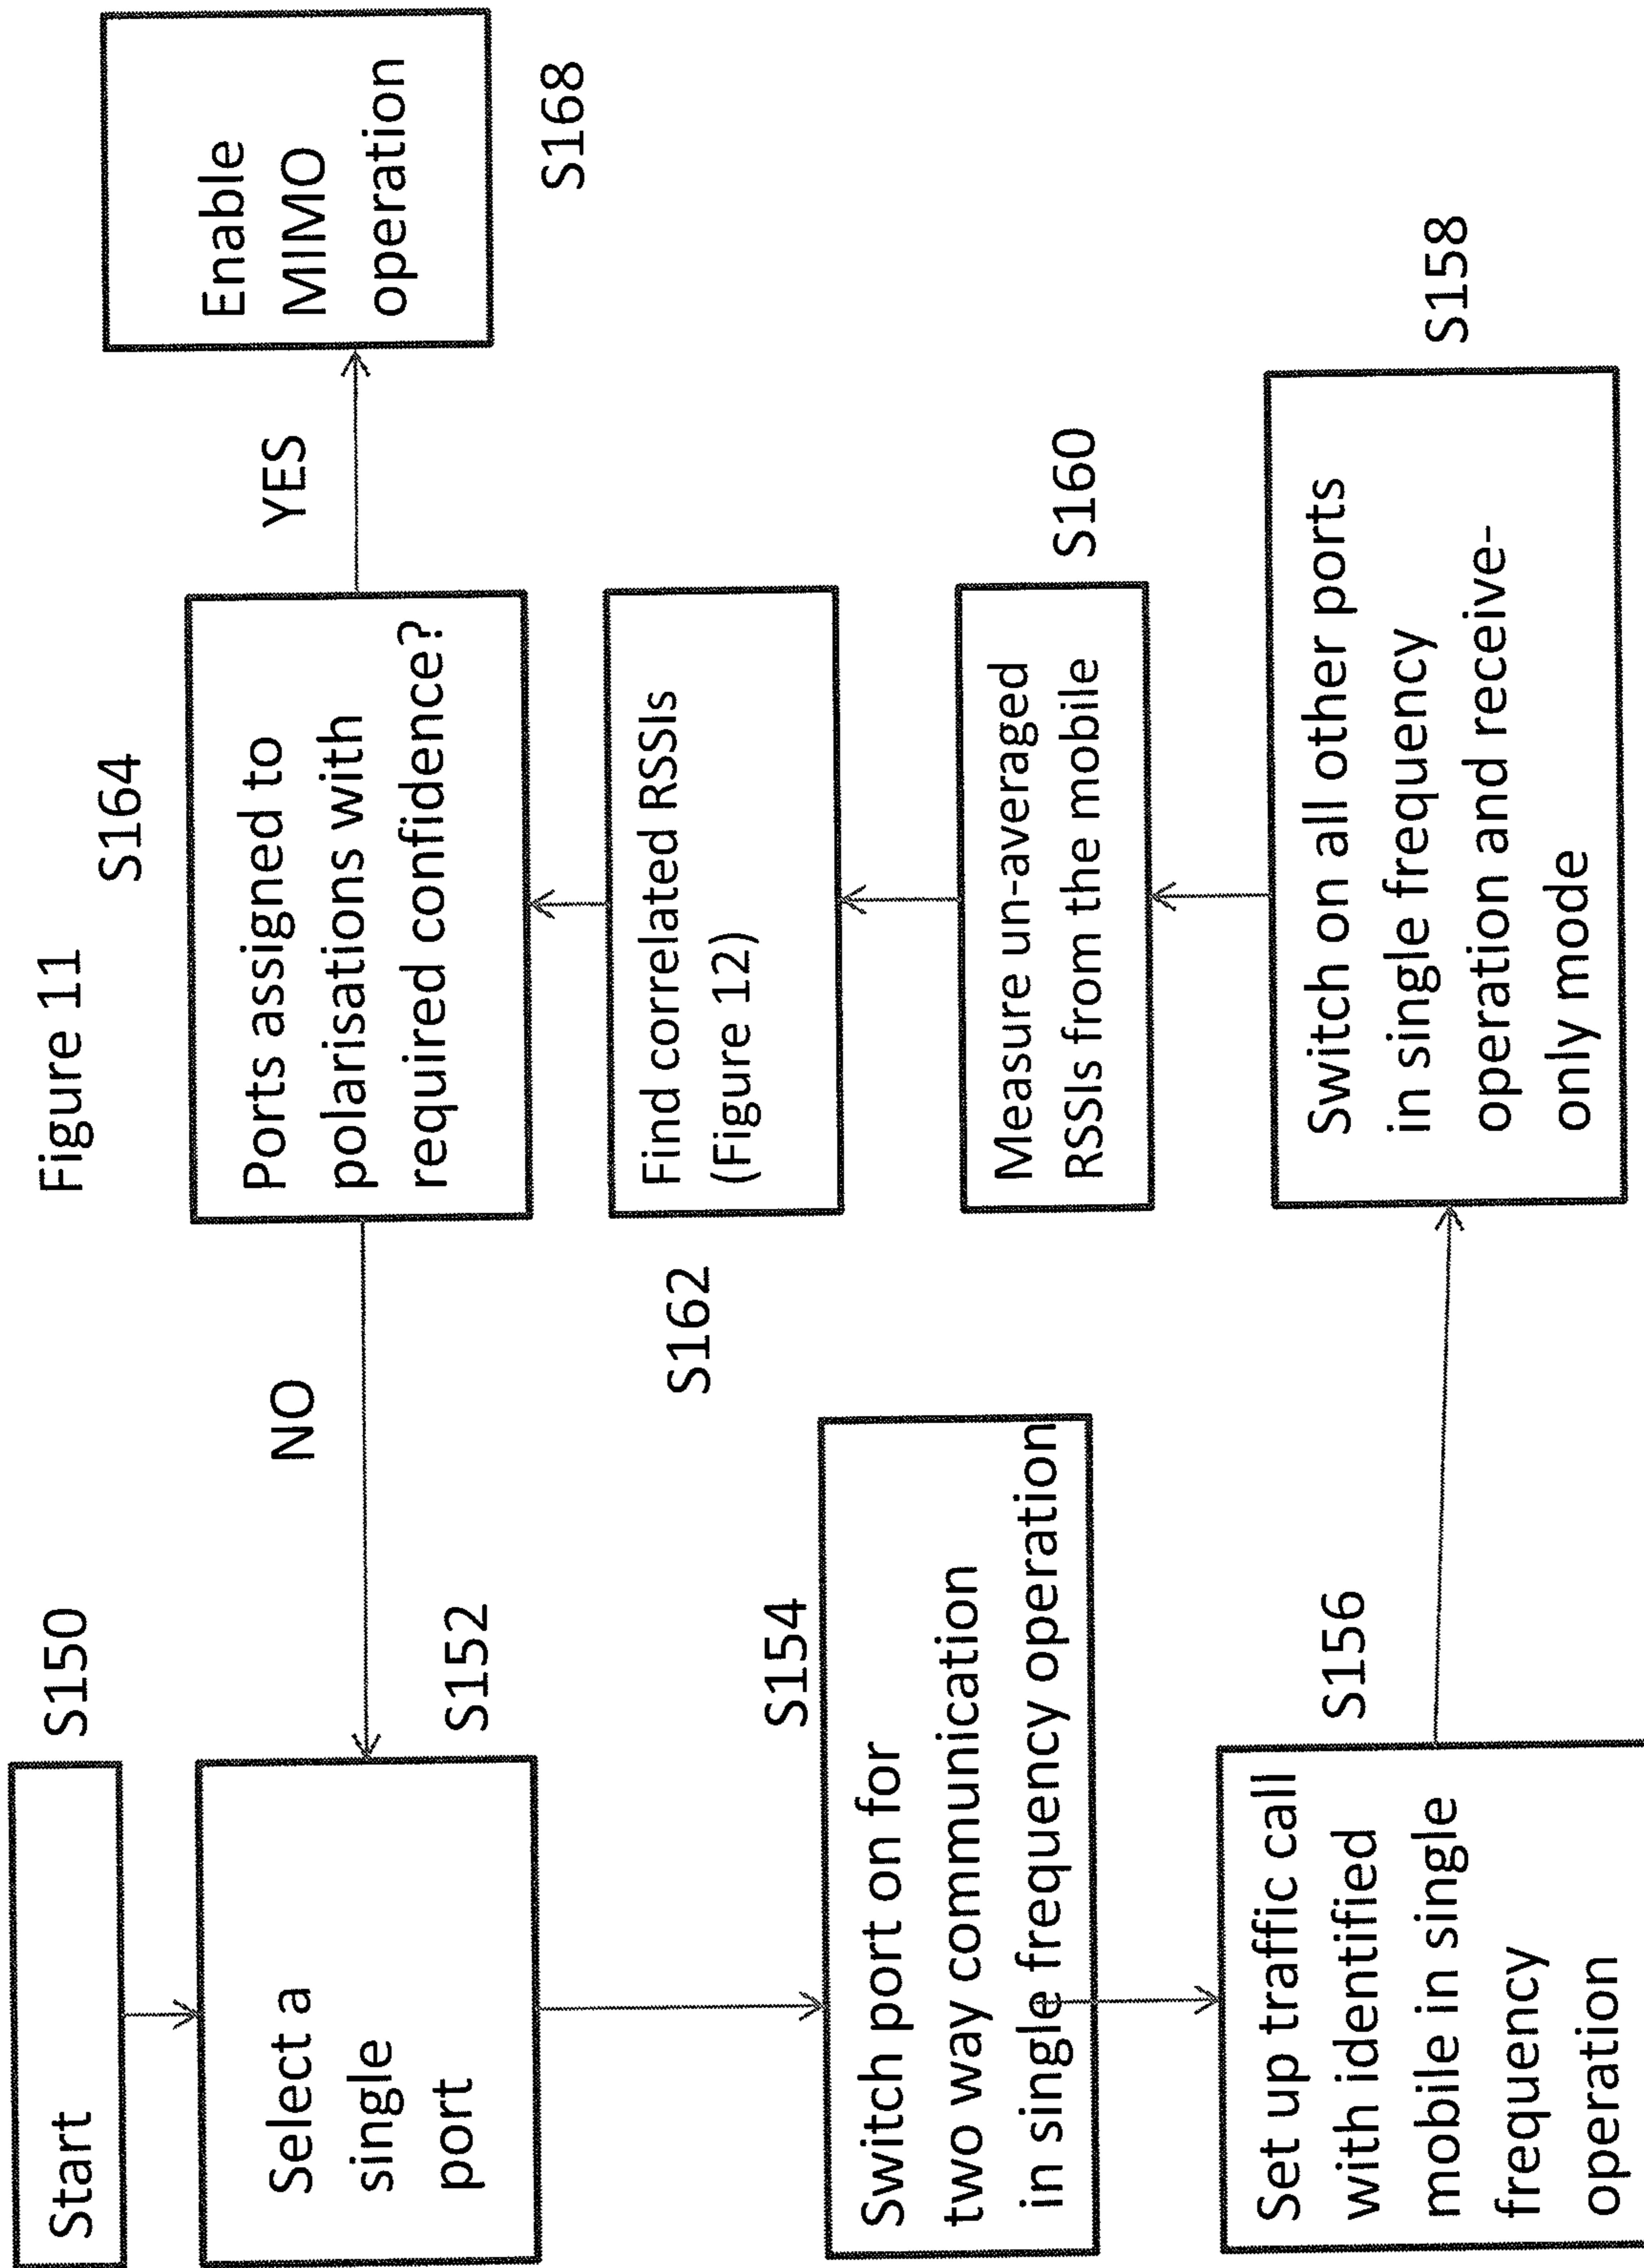 Figure 11
Start
S150
Select a
single
port
S152
Switch port on for
two way communication
in single frequency operation
S154
Set up traffic call
with identified
mobile in single
frequency
operation
S156
Switch on all other ports
in single frequency
operation and receive-
only mode
S158
Measure un-averaged
RSSIs from the mobile
S160
Find correlated RSSIs
(Figure 12)
S162
Ports assigned to
polarisations with
required confidence?
S164
NO
YES
Enable
MIMO
operation
S168